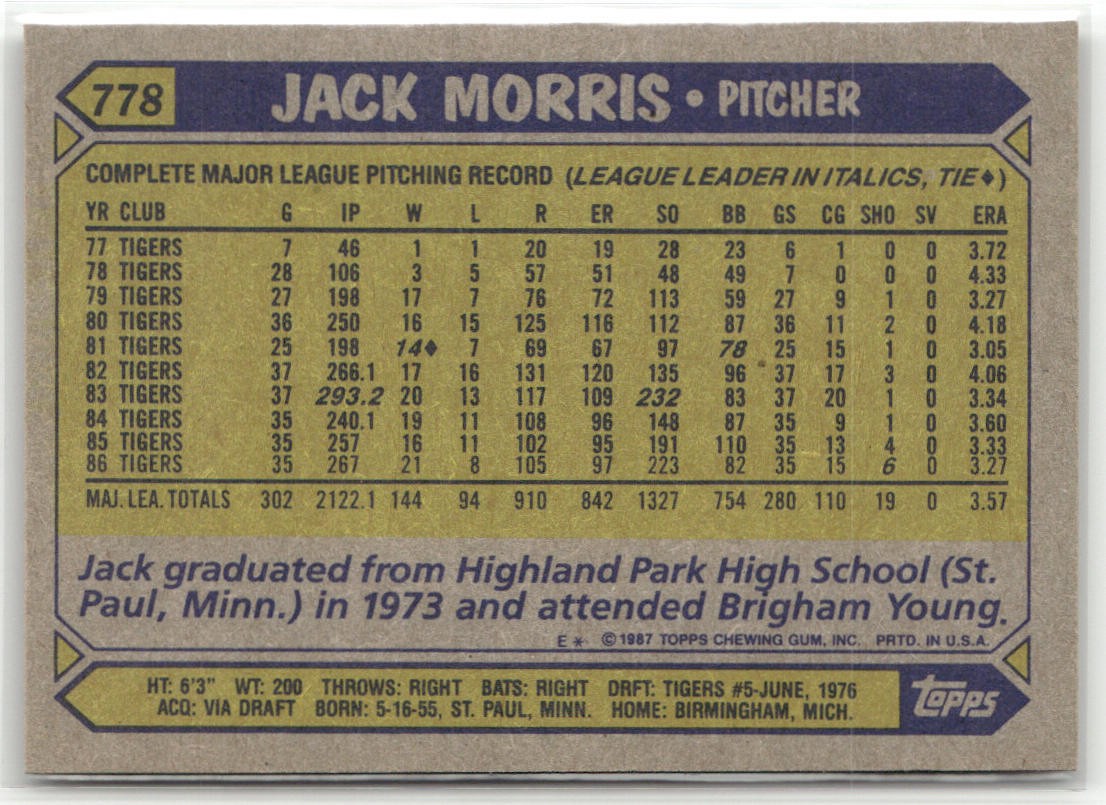 778 JACK MORRIS • PITCHER
COMPLETE MAJOR LEAGUE PITCHING RECORD (LEAGUE LEADER IN ITALICS, TIE♦)
YR CLUB G IP W L R ER SO BB GS CG SHO SV ERA
77 TIGERS 7 46 1 1 20 19 28 23 6 1 0 0 3.72
78 TIGERS 28 106 3 5 57 51 48 49 7 0 0 0 4.33
79 TIGERS 27 198 17 7 76 72 113 59 27 9 1 0 3.27
80 TIGERS 36 250 16 15 125 116 112 87 36 11 2 0 4.18
81 TIGERS 25 198 14♦ 7 69 67 97 78 25 15 1 0 3.05
82 TIGERS 37 266.1 17 16 131 120 135 96 37 17 3 0 4.06
83 TIGERS 37 293.2 20 13 117 109 232 83 37 20 1 0 3.34
84 TIGERS 35 240.1 19 11 108 96 148 87 35 9 1 0 3.60
85 TIGERS 35 257 16 11 102 95 191 110 35 13 4 0 3.33
86 TIGERS 35 267 21 8 105 97 223 82 35 15 6 0 3.27
MAJ. LEA. TOTALS 302 2122.1 144 94 910 842 1327 754 280 110 19 0 3.57
Jack graduated from Highland Park High School (St.
Paul, Minn.) in 1973 and attended Brigham Young.
E * © 1987 TOPPS CHEWING GUM, INC. PRTD. IN U.S.A.
HT: 6'3" WT: 200 THROWS: RIGHT BATS: RIGHT DRFT: TIGERS #5-JUNE, 1976
ACQ: VIA DRAFT BORN: 5-16-55, ST. PAUL, MINN. HOME: BIRMINGHAM, MICH.
topps